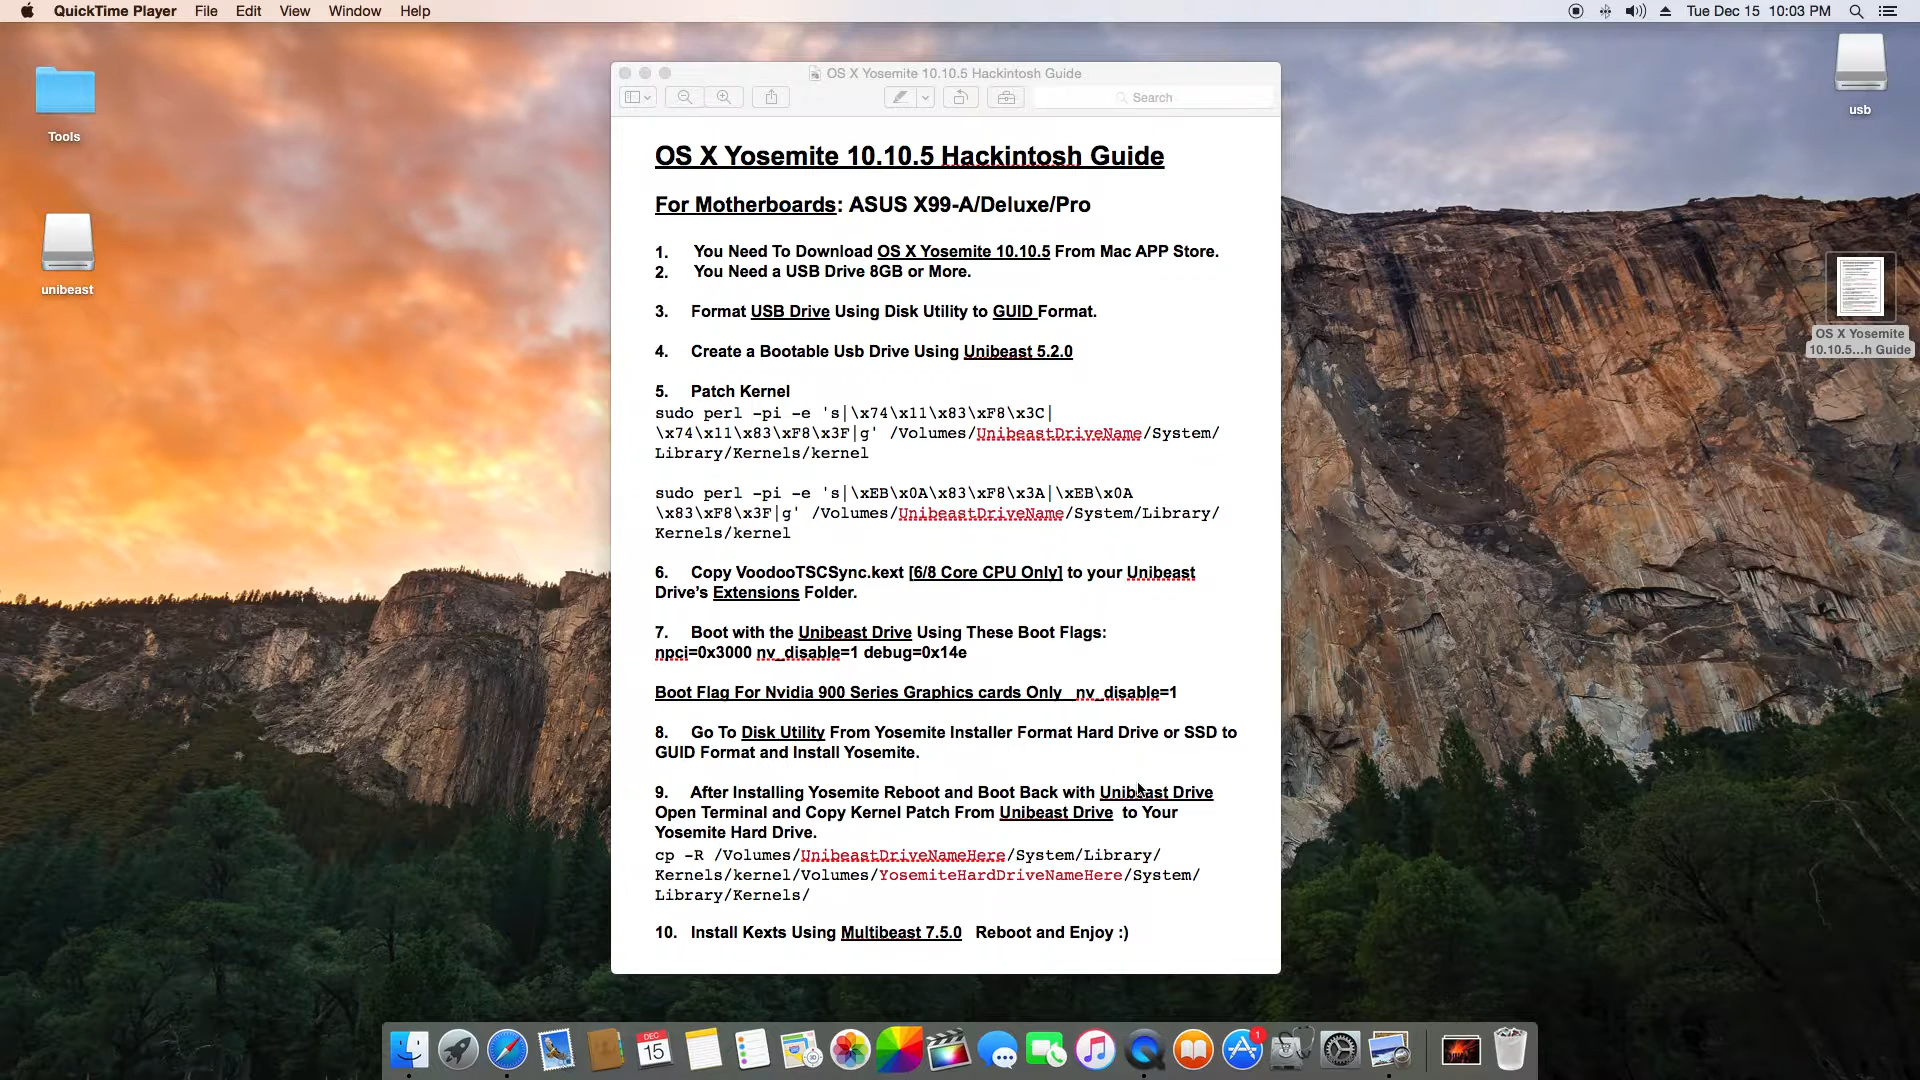 QuickTime Player File Edit View Window Help Tue Dec 15 10:03 PM
Tools
unibeast
usb
OS X Yosemite
10.10.5...h Guide
OS X Yosemite 10.10.5 Hackintosh Guide
Search
OS X Yosemite 10.10.5 Hackintosh Guide
For Motherboards: ASUS X99-A/Deluxe/Pro
1. You Need To Download OS X Yosemite 10.10.5 From Mac APP Store.
2. You Need a USB Drive 8GB or More.
3. Format USB Drive Using Disk Utility to GUID Format.
4. Create a Bootable Usb Drive Using Unibeast 5.2.0
5. Patch Kernel
sudo perl -pi -e 's|\x74\x11\x83\xF8\x3C|
\x74\x11\x83\xF8\x3F|g' /Volumes/UnibeastDriveName/System/
Library/Kernels/kernel
sudo perl -pi -e 's|\xEB\x0A\x83\xF8\x3A|\xEB\x0A
\x83\xF8\x3F|g' /Volumes/UnibeastDriveName/System/Library/
Kernels/kernel
6. Copy VoodooTSCSync.kext [6/8 Core CPU Only] to your Unibeast
Drive's Extensions Folder.
7. Boot with the Unibeast Drive Using These Boot Flags:
npci=0x3000 nv_disable=1 debug=0x14e
Boot Flag For Nvidia 900 Series Graphics cards Only nv_disable=1
8. Go To Disk Utility From Yosemite Installer Format Hard Drive or SSD to
GUID Format and Install Yosemite.
9. After Installing Yosemite Reboot and Boot Back with Unibeast Drive
Open Terminal and Copy Kernel Patch From Unibeast Drive to Your
Yosemite Hard Drive.
cp -R /Volumes/UnibeastDriveNameHere/System/Library/
Kernels/kernel/Volumes/YosemiteHardDriveNameHere/System/
Library/Kernels/
10. Install Kexts Using Multibeast 7.5.0 Reboot and Enjoy :)
DEC
15
1